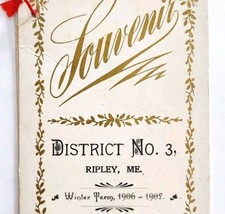 Souvenir
DISTRICT No. 3,
RIPLEY, ME.
Winter Term, 1906 - 1907.